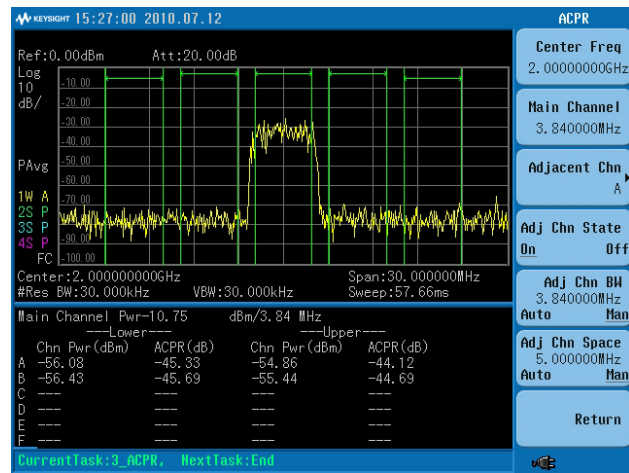 KEYSIGHT 15:27:00 2010.07.12
ACPR
Ref:0.00dBm Att:20.00dB
Log
10
dB/
-10.00
-20.00
-30.00
-40.00
-50.00
-60.00
-70.00
-80.00
-90.00
-100.00
PAvg
1W A
2S P
3S P
4S P
FC
Center:2.000000000GHz Span:30.000000MHz
#Res BW:30.000kHz VBW:30.000kHz Sweep:57.66ms
Main Channel Pwr-10.75 dBm/3.84 MHz
---Lower--- ---Upper---
Chn Pwr(dBm) ACPR(dB) Chn Pwr(dBm) ACPR(dB)
A -56.08 -45.33 -54.86 -44.12
B -56.43 -45.69 -55.44 -44.69
C --- --- --- ---
D --- --- --- ---
E --- --- --- ---
F --- --- --- ---
CurrentTask:3_ACPR, NextTask:End
Center Freq
2.00000000GHz
Main Channel
3.840000MHz
Adjacent Chn
A
Adj Chn State
On Off
Adj Chn BW
3.840000MHz
Auto Man
Adj Chn Space
5.000000MHz
Auto Man
Return